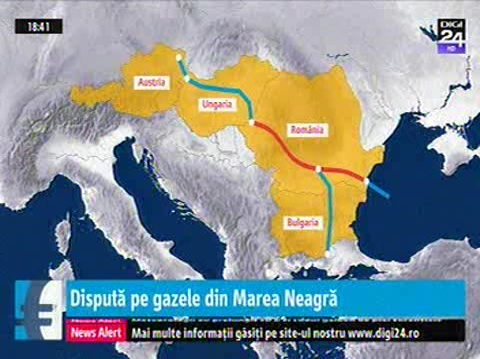 18:41
DIGI
24
HD
Austria
Ungaria
România
Bulgaria
Dispută pe gazele din Marea Neagră
News Alert
Mai multe informații găsiți pe site-ul nostru www.digi24.ro